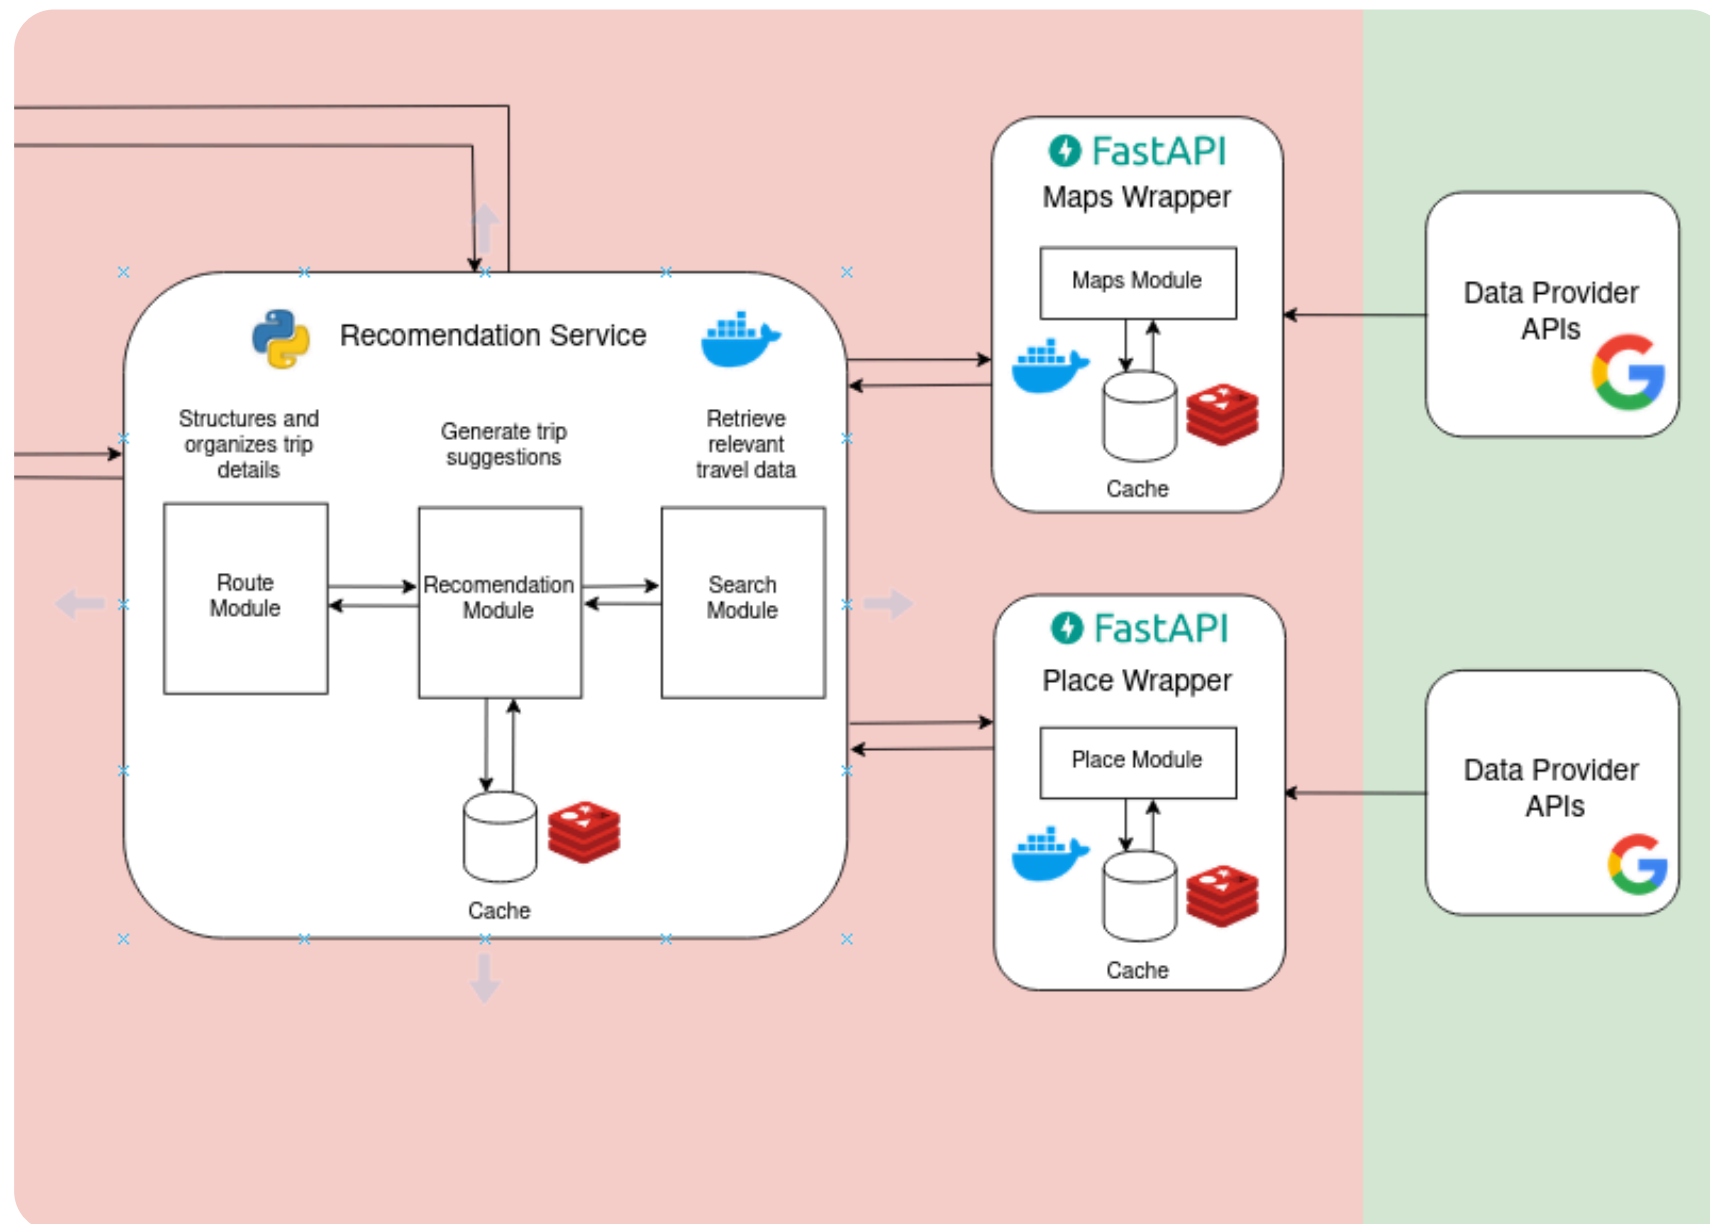 Recomendation Service
Structures and
organizes trip
details
Generate trip
suggestions
Retrieve
relevant
travel data
Route
Module
Recomendation
Module
Search
Module
Cache
FastAPI
Maps Wrapper
Maps Module
Cache
FastAPI
Place Wrapper
Place Module
Cache
Data Provider
APIs
Data Provider
APIs